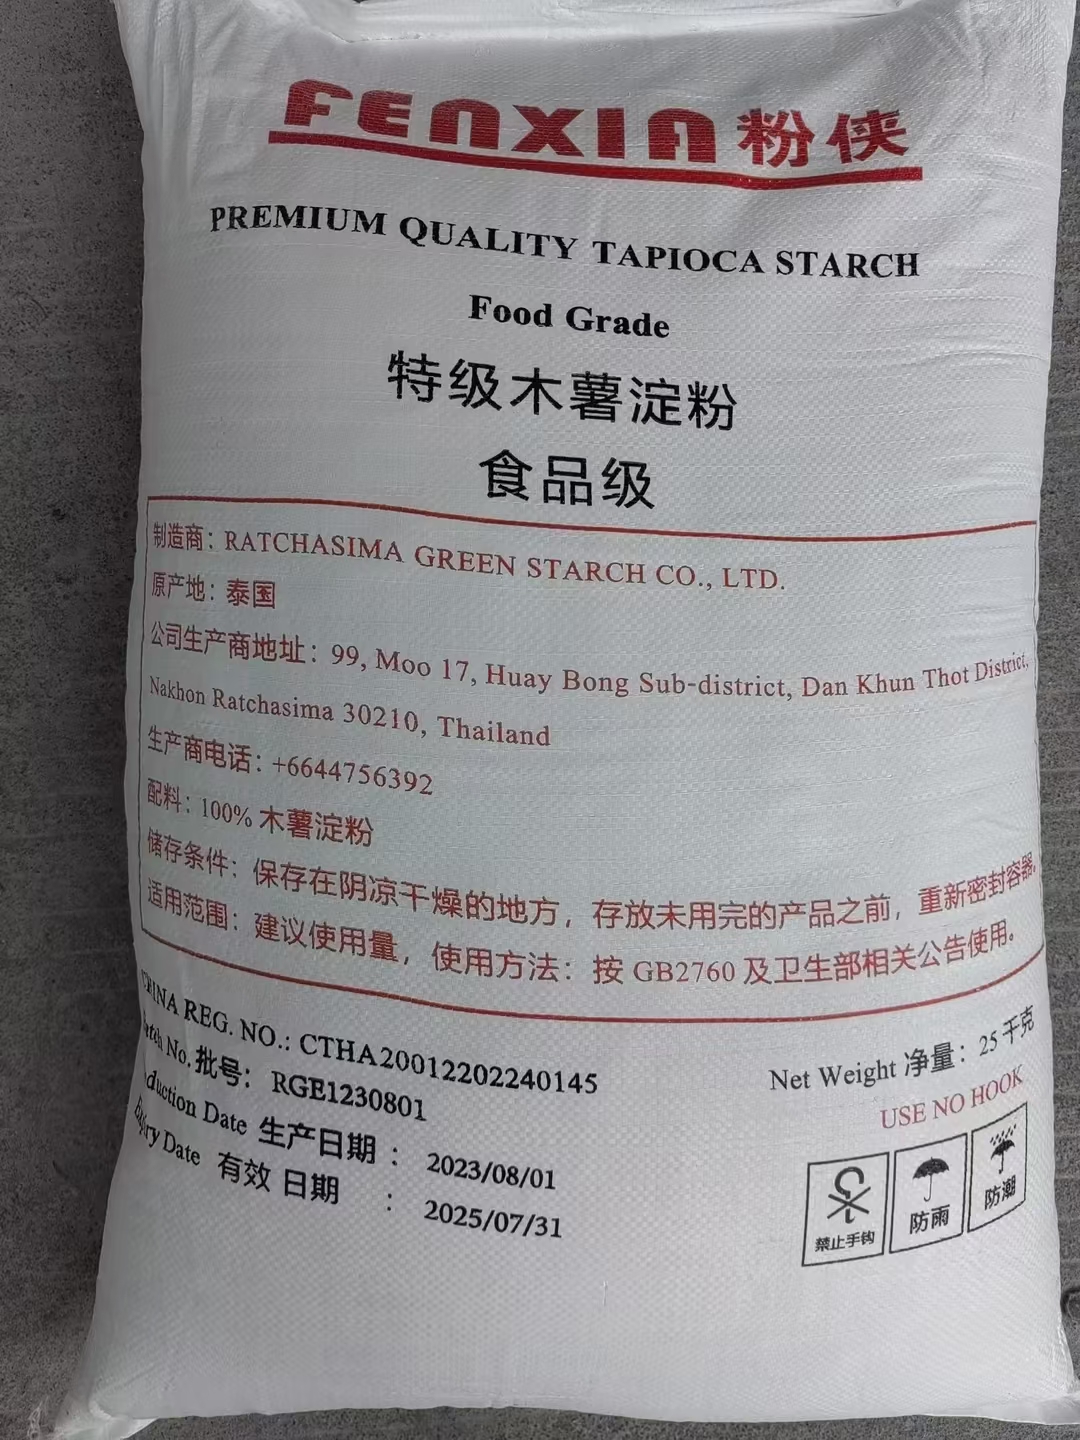 FENXIA 粉侠
PREMIUM QUALITY TAPIOCA STARCH
Food Grade
特级木薯淀粉
食品级
制造商：RATCHASIMA GREEN STARCH CO., LTD.
原产地：泰国
公司生产商地址：99, Moo 17, Huay Bong Sub-district, Dan Khun Thot District,
Nakhon Ratchasima 30210, Thailand
生产商电话：+6644756392
配料：100% 木薯淀粉
储存条件：保存在阴凉干燥的地方，存放未用完的产品之前，重新密封容器。
适用范围：建议使用量，使用方法：按 GB2760 及卫生部相关公告使用。
CHINA REG. NO.: CTHA20012202240145
Batch No. 批号： RGE1230801
duction Date 生产日期 : 2023/08/01
Expiry Date 有效 日期 : 2025/07/31
Net Weight 净量：25 千克
USE NO HOOK
禁止手钩
防雨
防潮